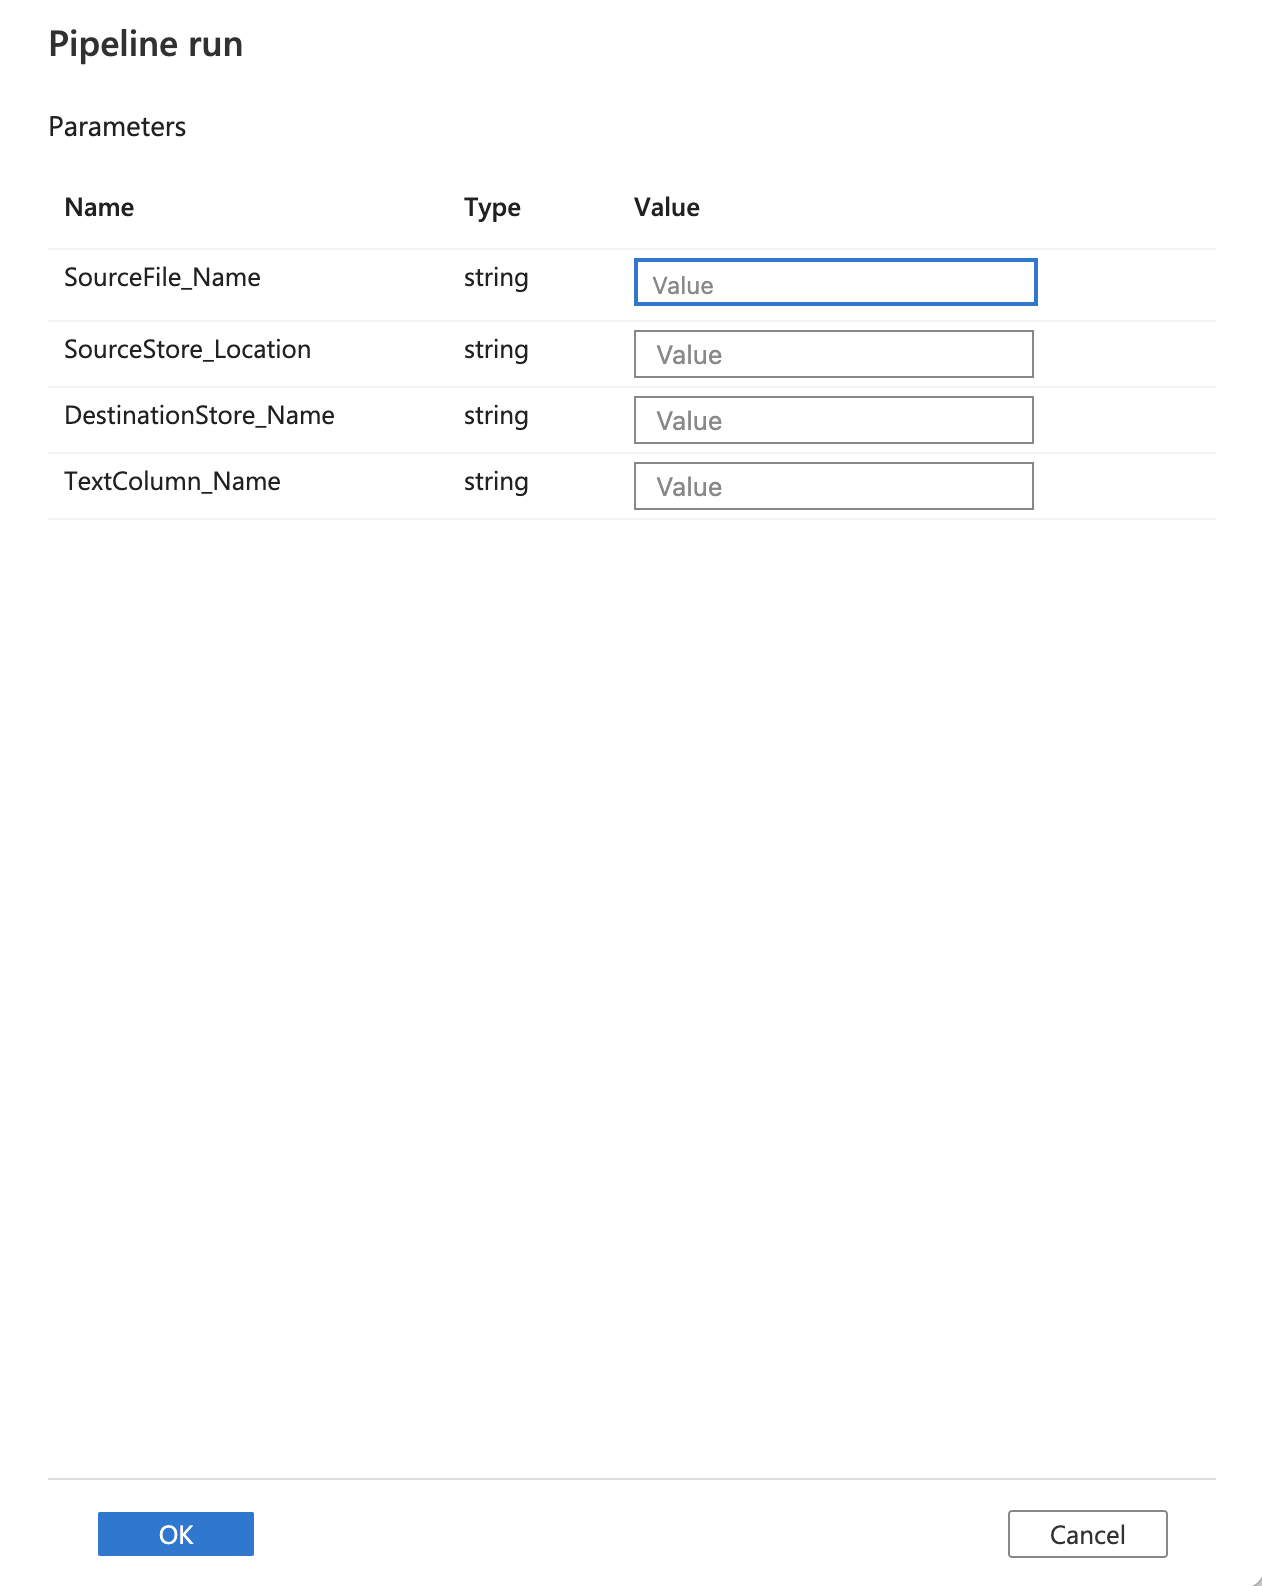 Pipeline run
Parameters
Name Type Value
SourceFile_Name string Value
SourceStore_Location string Value
DestinationStore_Name string Value
TextColumn_Name string Value
OK Cancel